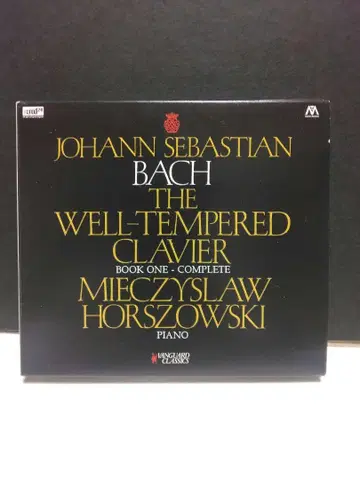 JOHANN SEBASTIAN
BACH
THE
WELL-TEMPERED
CLAVIER
BOOK ONE - COMPLETE
MIECZYSLAW
HORSZOWSKI
PIANO
VANGUARD
CLASSICS